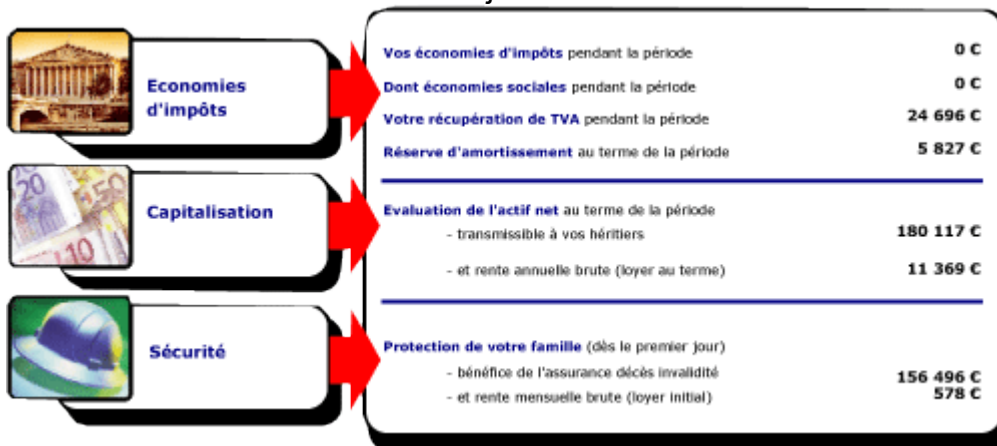 Economies
d'impôts
Vos économies d'impôts pendant la période 0 €
Dont économies sociales pendant la période 0 €
Votre récupération de TVA pendant la période 24 696 €
Réserve d'amortissement au terme de la période 5 827 €
Capitalisation
Evaluation de l'actif net au terme de la période
- transmissible à vos héritiers 180 117 €
- et rente annuelle brute (loyer au terme) 11 369 €
Sécurité
Protection de votre famille (dès le premier jour)
- bénéfice de l'assurance décès invalidité 156 496 €
- et rente mensuelle brute (loyer initial) 578 €
20
50
10